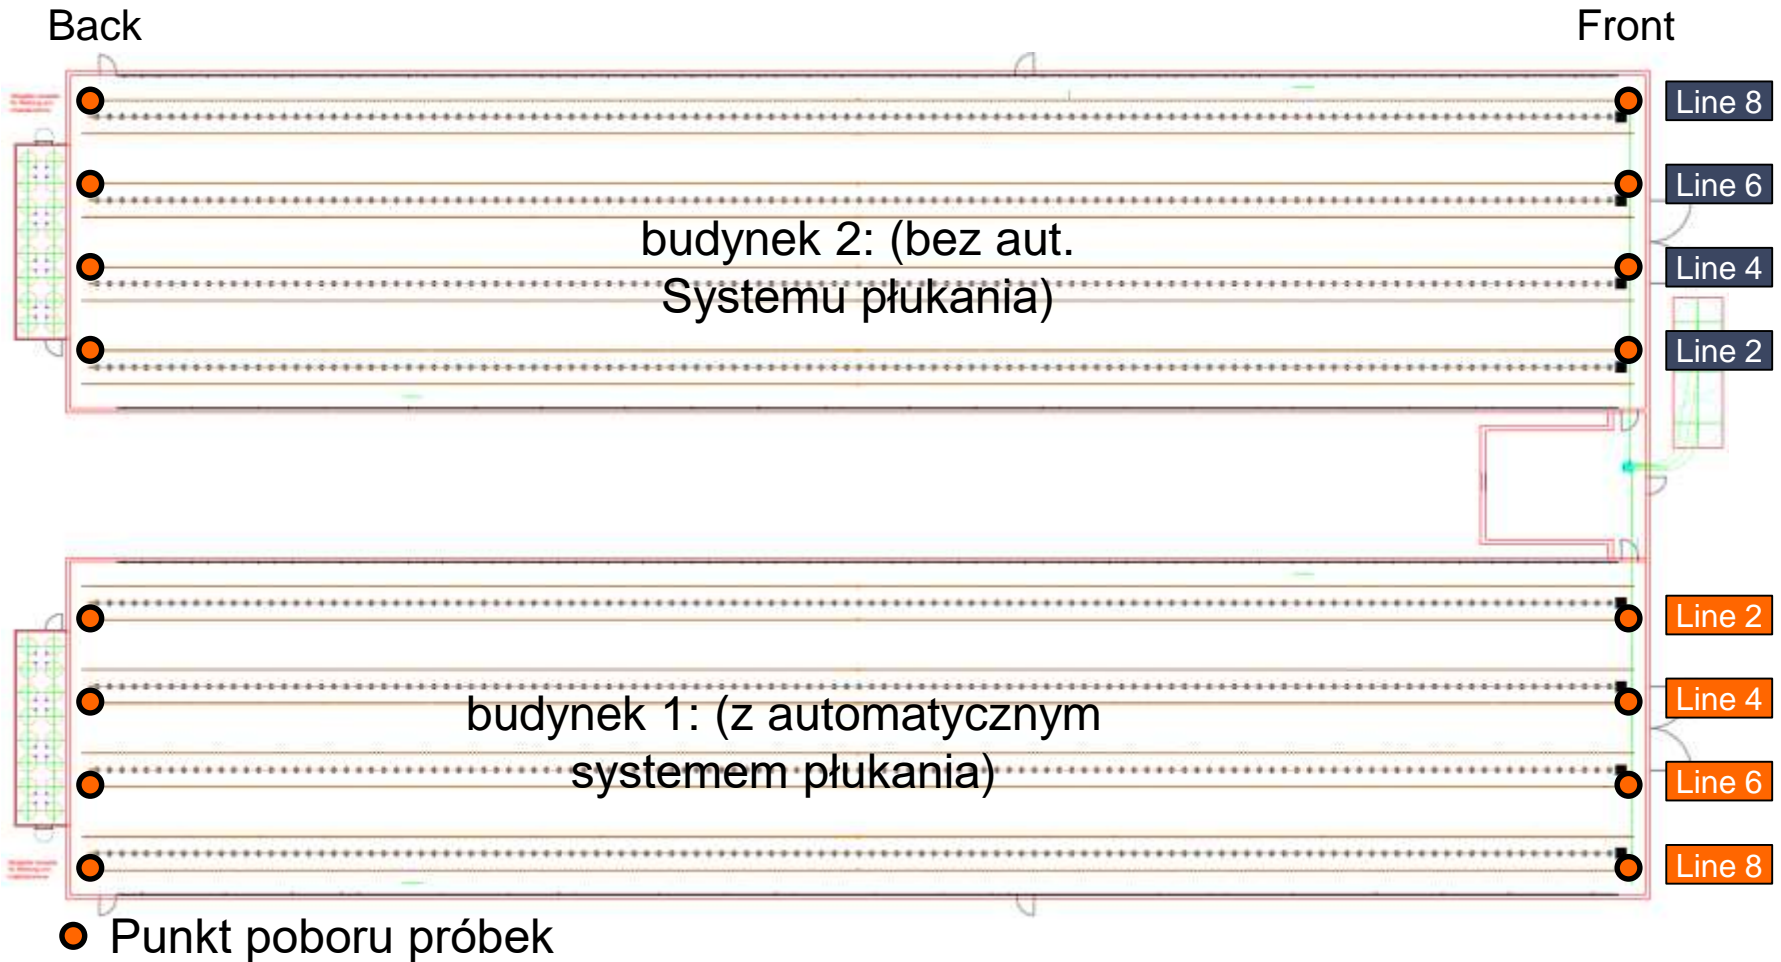 Back
Front
Line 8
Line 6
budynek 2: (bez aut.
Systemu płukania)
Line 4
Line 2
Line 2
budynek 1: (z automatycznym
systemem płukania)
Line 4
Line 6
Line 8
Punkt poboru próbek